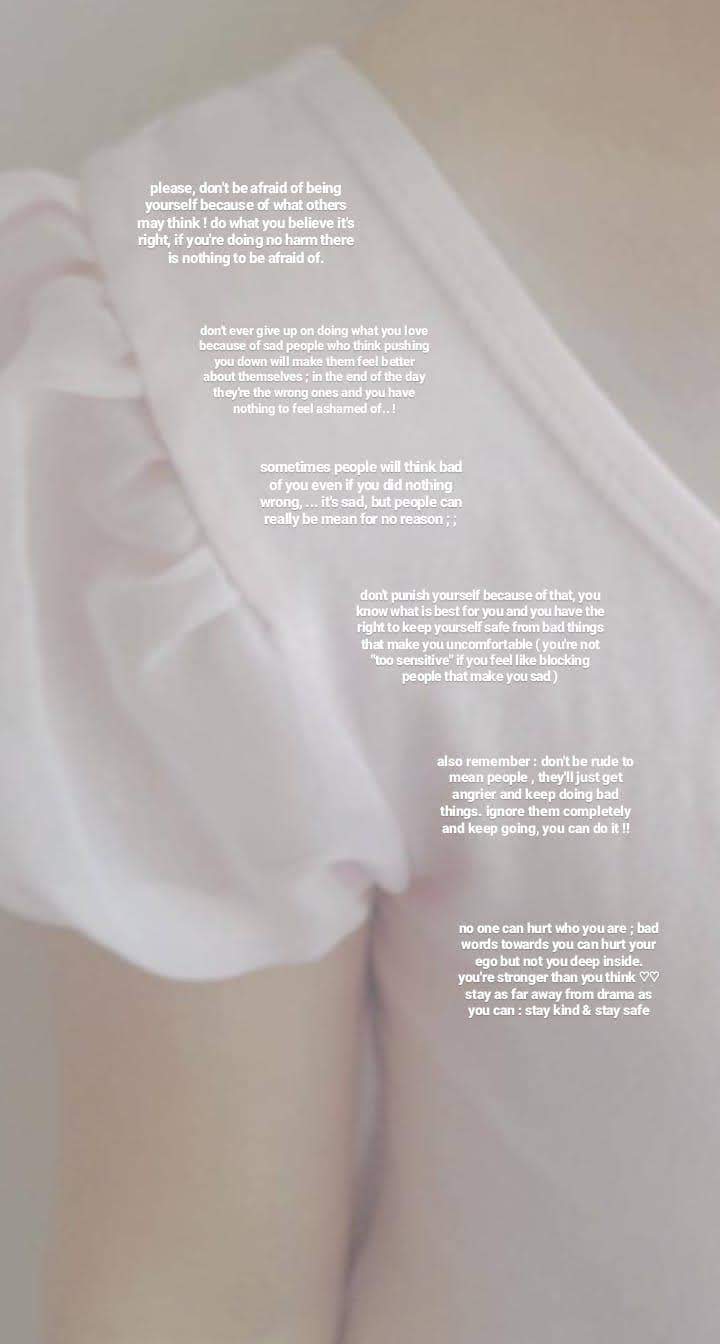 please, don't be afraid of being
yourself because of what others
may think ! do what you believe it's
right, if you're doing no harm there
is nothing to be afraid of.
don't ever give up on doing what you love
because of sad people who think pushing
you down will make them feel better
about themselves ; in the end of the day
they're the wrong ones and you have
nothing to feel ashamed of.. !
sometimes people will think bad
of you even if you did nothing
wrong, ... it's sad, but people can
really be mean for no reason ; ;
don't punish yourself because of that, you
know what is best for you and you have the
right to keep yourself safe from bad things
that make you uncomfortable ( you're not
"too sensitive" if you feel like blocking
people that make you sad )
also remember : don't be rude to
mean people , they'll just get
angrier and keep doing bad
things. ignore them completely
and keep going, you can do it !!
no one can hurt who you are ; bad
words towards you can hurt your
ego but not you deep inside.
you're stronger than you think ♡♡
stay as far away from drama as
you can : stay kind & stay safe